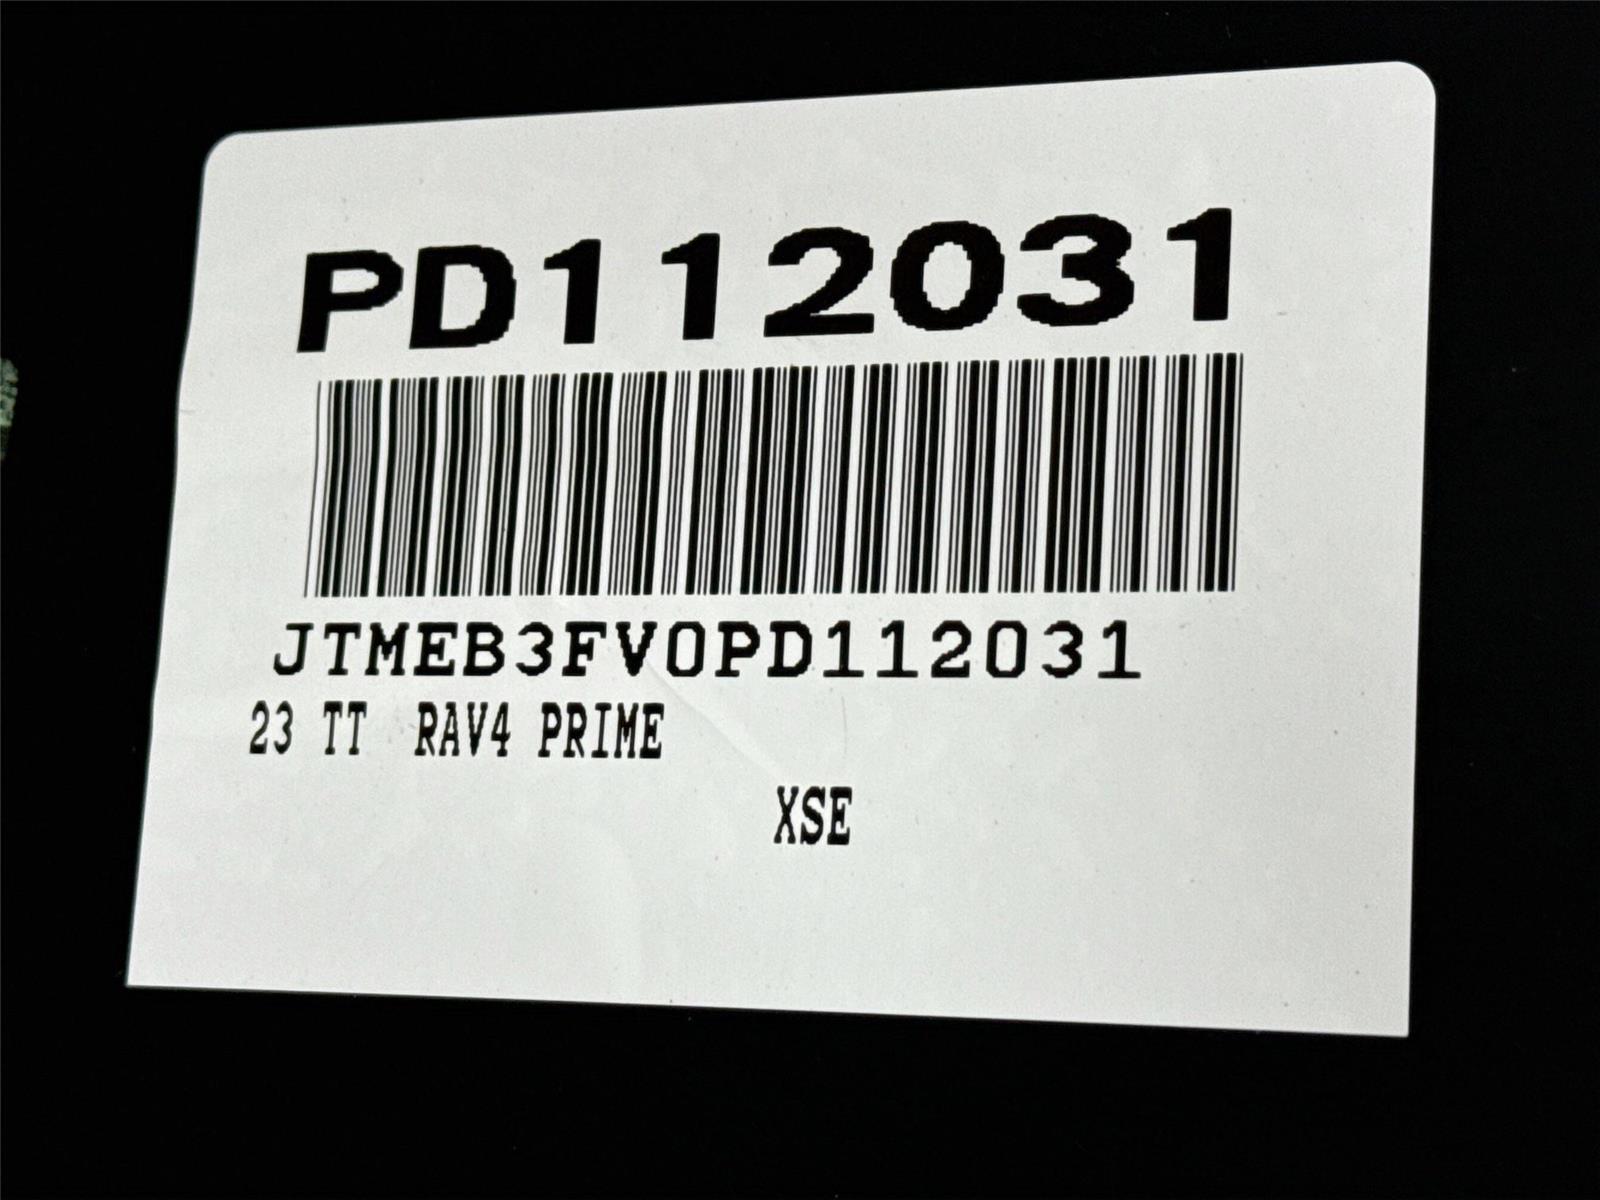 PD112031
JTMEB3FV0PD112031
23 TT RAV4 PRIME
XSE